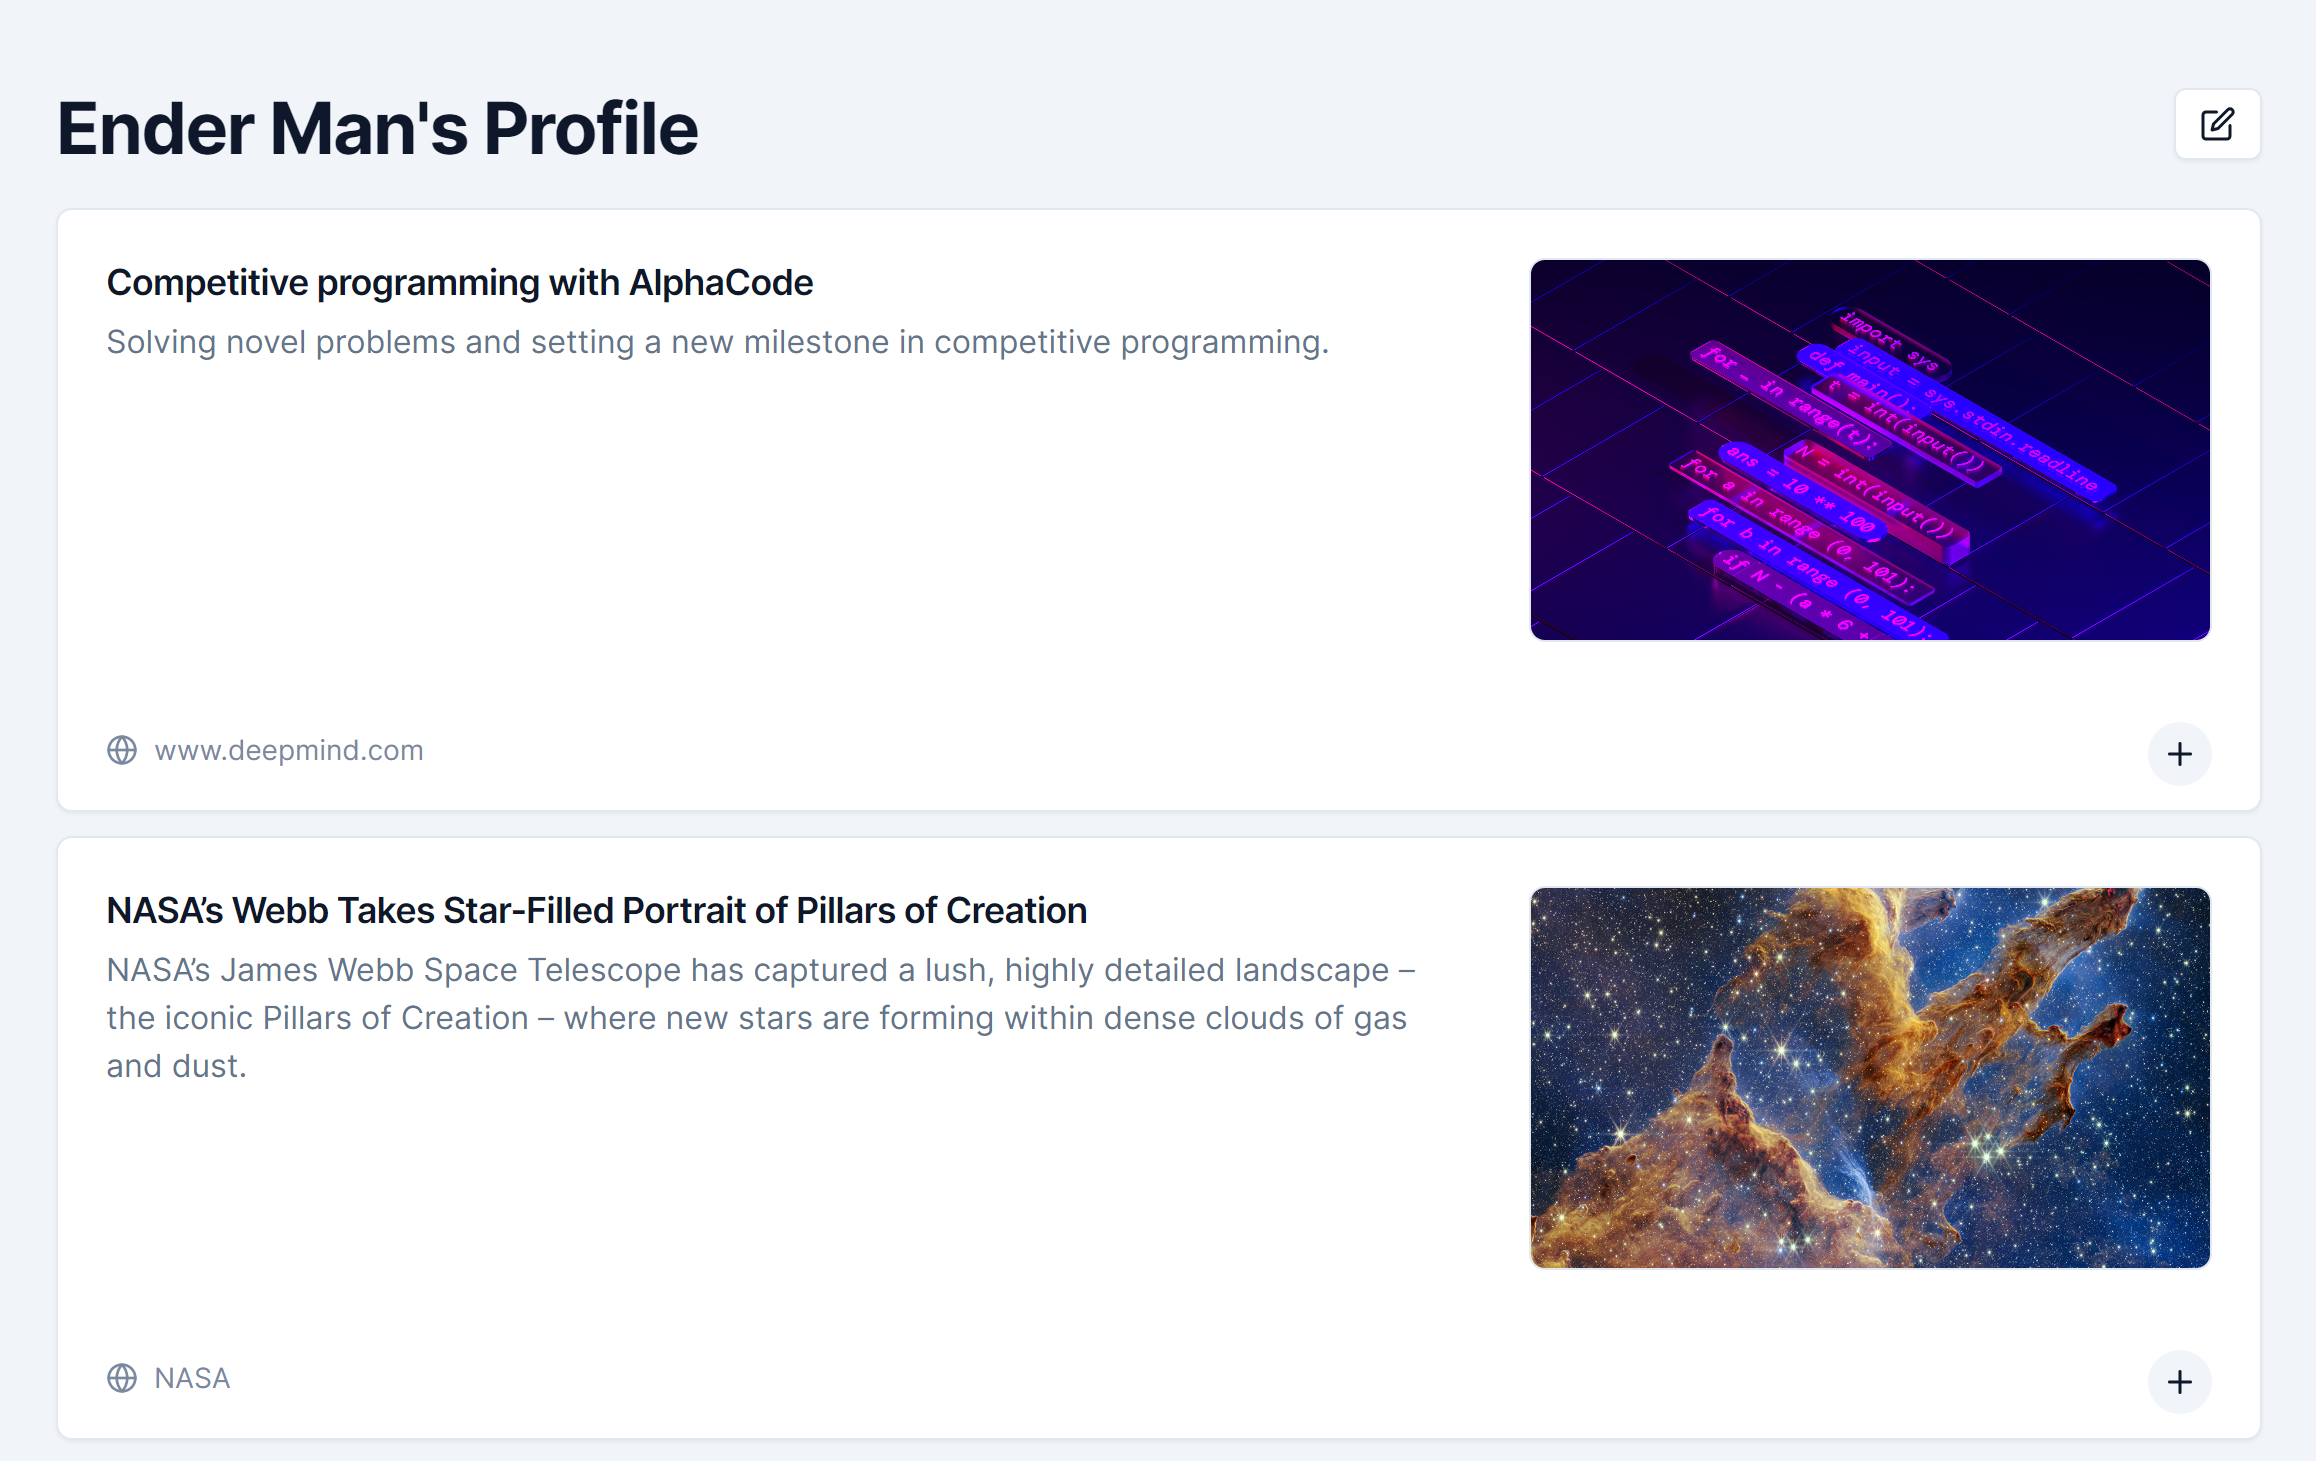 Ender Man's Profile
Competitive programming with AlphaCode
Solving novel problems and setting a new milestone in competitive programming.
import sys
input = sys.stdin.readline
def main():
t = int(input())
for - in range(t):
N = int(input())
ans = 10 ** 100
for a in range (0, 101):
for b in range (0, 101):
if N - (a * 6 +
www.deepmind.com
NASA’s Webb Takes Star-Filled Portrait of Pillars of Creation
NASA’s James Webb Space Telescope has captured a lush, highly detailed landscape –
the iconic Pillars of Creation – where new stars are forming within dense clouds of gas
and dust.
NASA